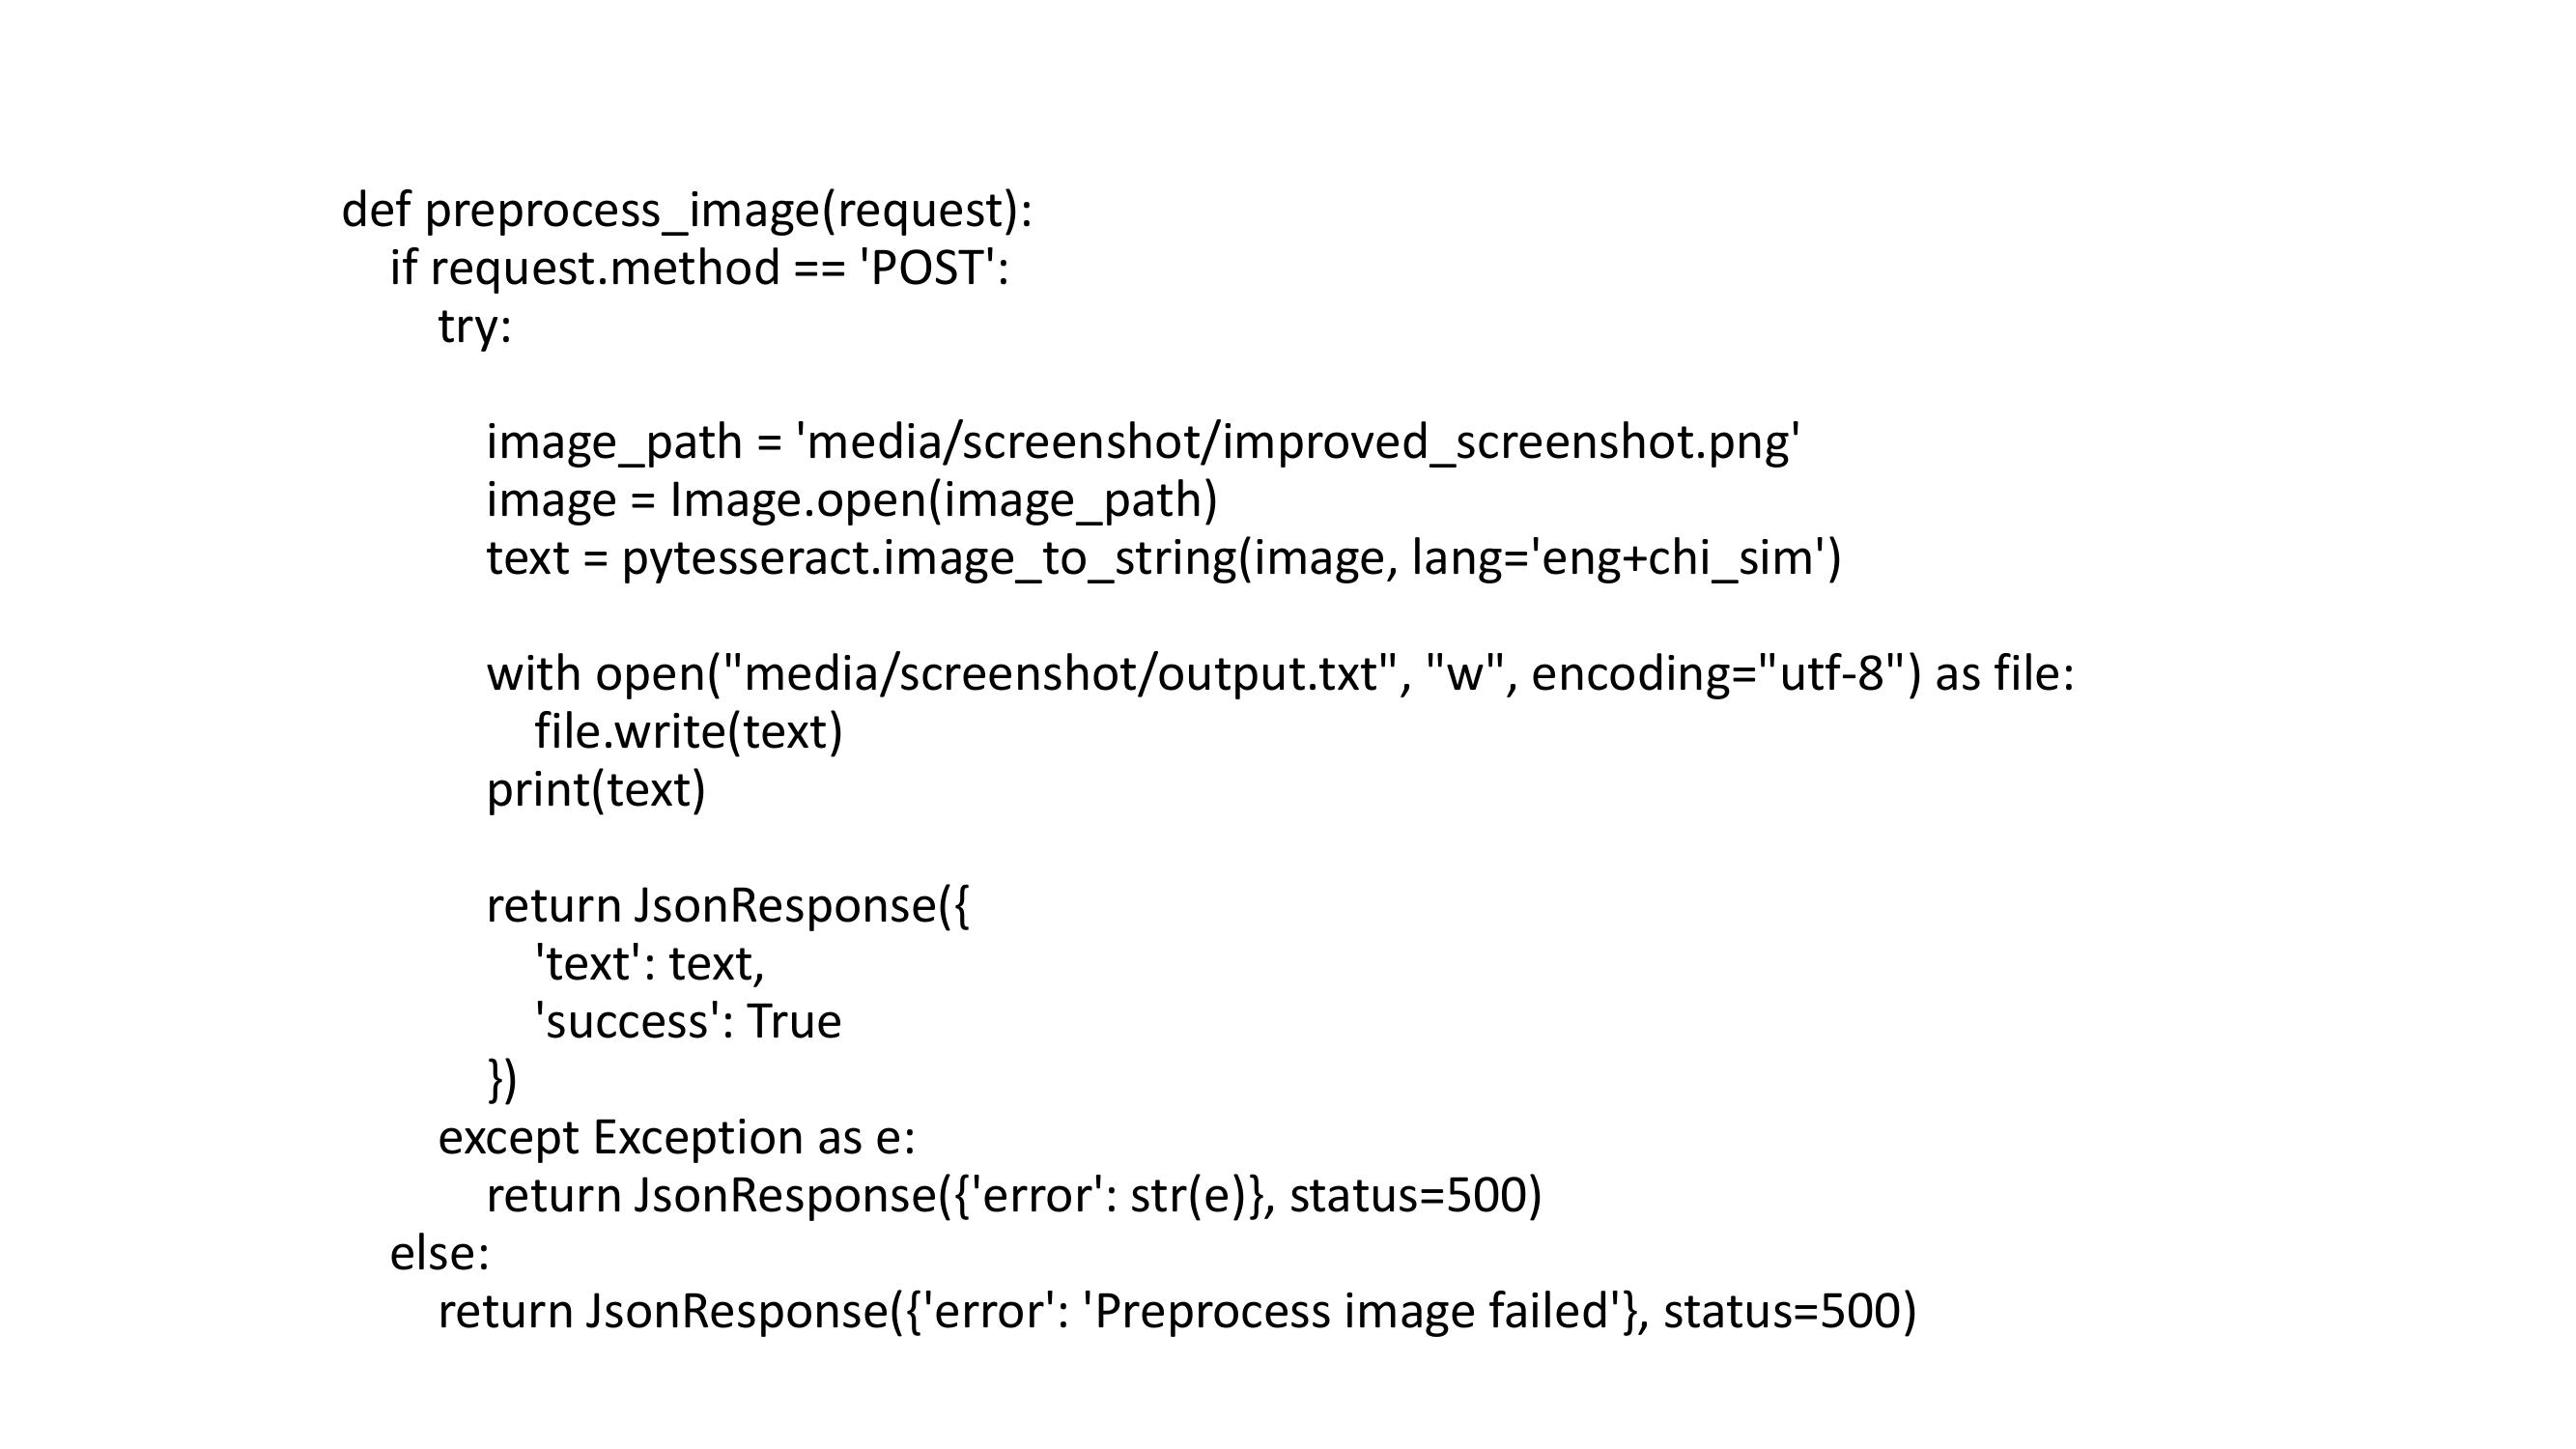 def preprocess_image(request):
    if request.method == 'POST':
        try:

            image_path = 'media/screenshot/improved_screenshot.png'
            image = Image.open(image_path)
            text = pytesseract.image_to_string(image, lang='eng+chi_sim')

            with open("media/screenshot/output.txt", "w", encoding="utf-8") as file:
                file.write(text)
            print(text)

            return JsonResponse({
                'text': text,
                'success': True
            })
        except Exception as e:
            return JsonResponse({'error': str(e)}, status=500)
    else:
        return JsonResponse({'error': 'Preprocess image failed'}, status=500)